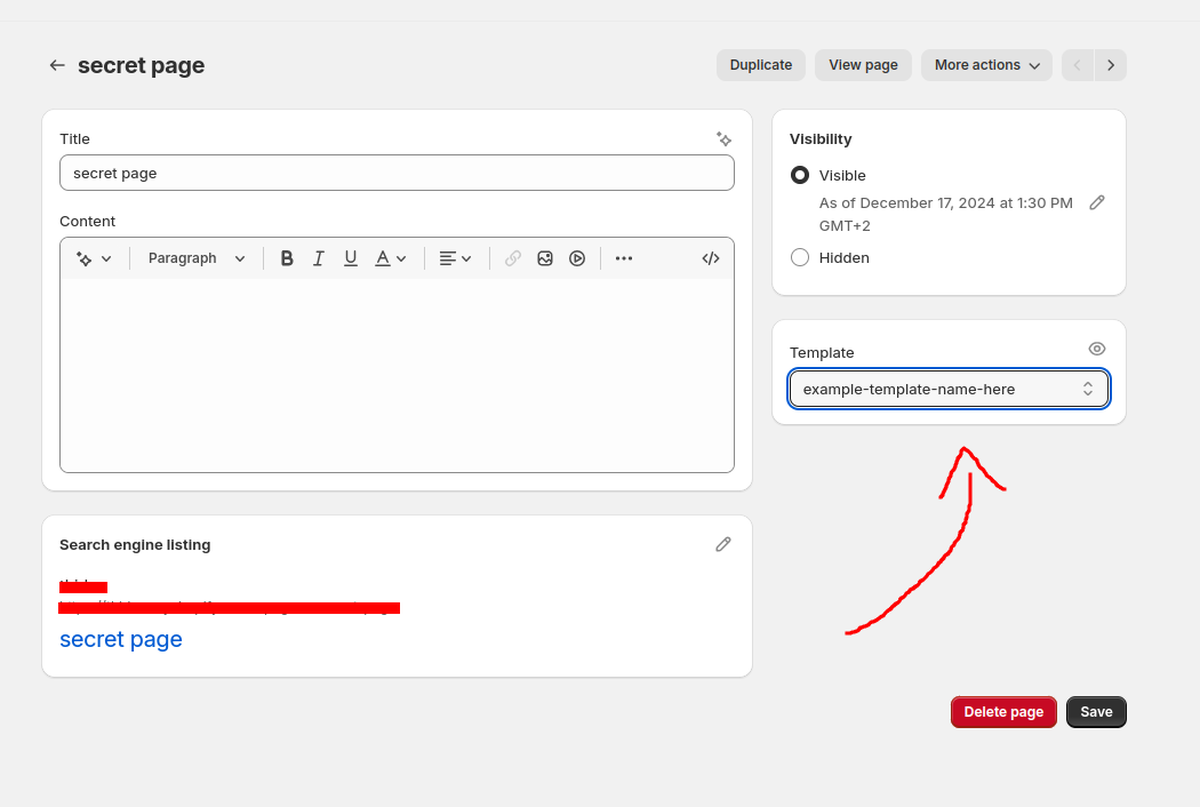 secret page
Duplicate
View page
More actions
Title
secret page
Content
Paragraph
B I U A
Visibility
Visible
As of December 17, 2024 at 1:30 PM
GMT+2
Hidden
Template
example-template-name-here
Search engine listing
secret page
Delete page
Save